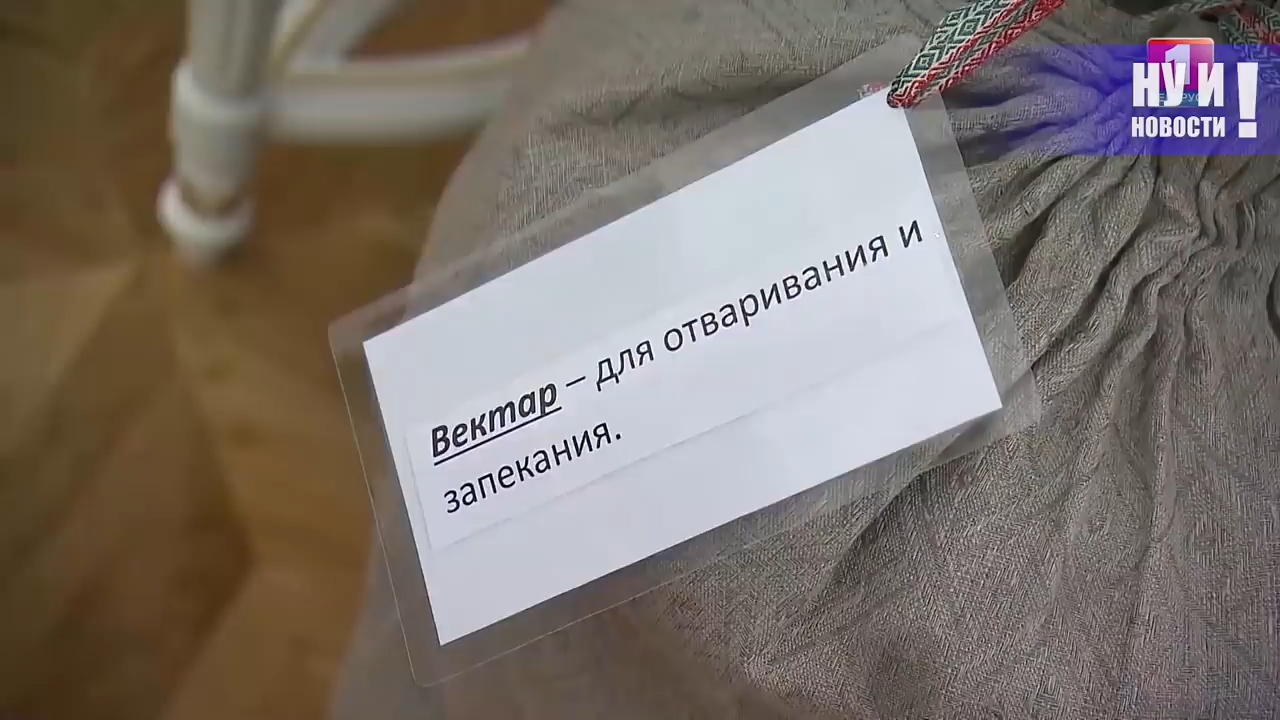 НУ И
НОВОСТИ!
Вектар – для отваривания и
запекания.